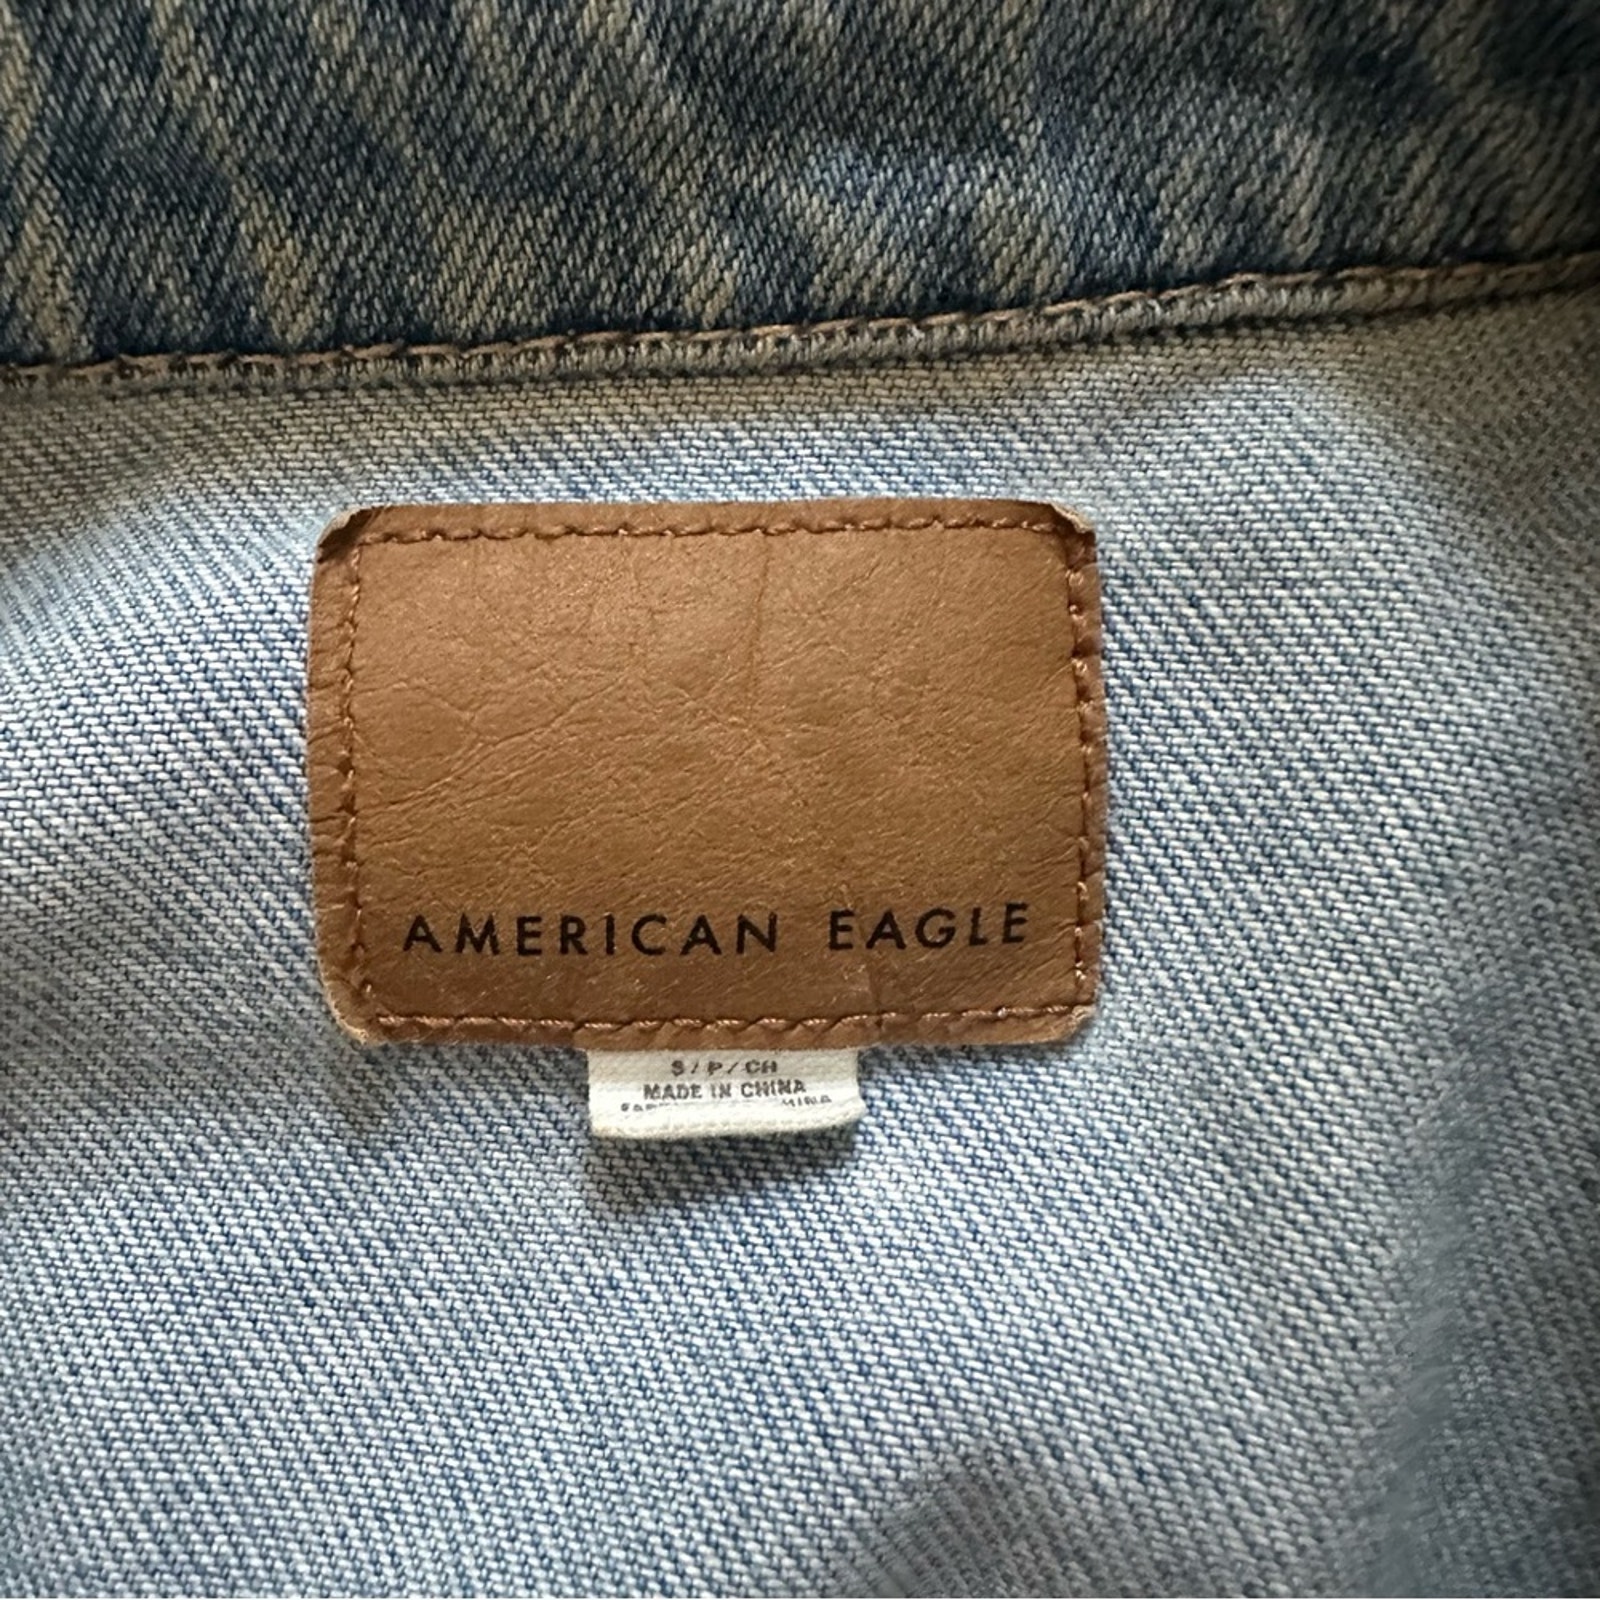 AMERICAN EAGLE
S / P / CH
MADE IN CHINA